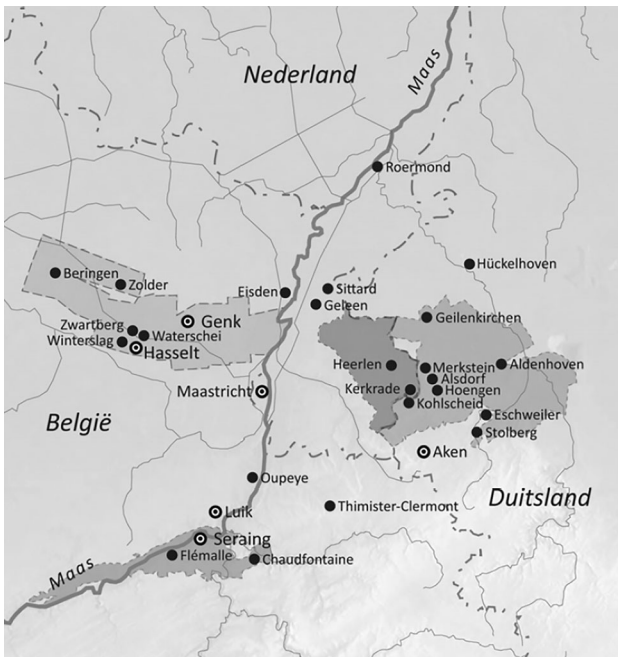 Nederland
Maas
Roermond
Hückelhoven
Beringen
Zolder
Eisden
Sittard
Geleen
Genk
Geilenkirchen
Zwartberg
Waterschei
Winterslag
Hasselt
Heerlen
Merkstein
Aldenhoven
Alsdorf
Maastricht
Kerkrade
Hoengen
Kohlscheid
België
Eschweiler
Stolberg
Aken
Oupeye
Duitsland
Luik
Thimister-Clermont
Seraing
Flémalle
Chaudfontaine
Maas